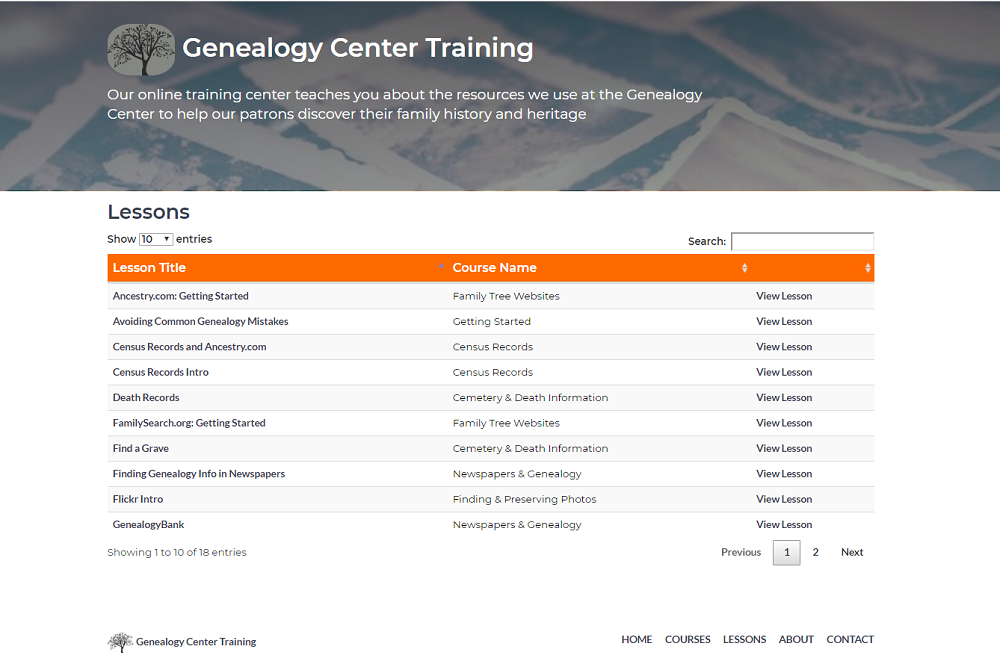 Genealogy Center Training
Our online training center teaches you about the resources we use at the Genealogy
Center to help our patrons discover their family history and heritage
Lessons
Show 10 entries Search:
Lesson Title Course Name
Ancestry.com: Getting Started Family Tree Websites View Lesson
Avoiding Common Genealogy Mistakes Getting Started View Lesson
Census Records and Ancestry.com Census Records View Lesson
Census Records Intro Census Records View Lesson
Death Records Cemetery & Death Information View Lesson
FamilySearch.org: Getting Started Family Tree Websites View Lesson
Find a Grave Cemetery & Death Information View Lesson
Finding Genealogy Info in Newspapers Newspapers & Genealogy View Lesson
Flickr Intro Finding & Preserving Photos View Lesson
GenealogyBank Newspapers & Genealogy View Lesson
Showing 1 to 10 of 18 entries Previous 1 2 Next
Genealogy Center Training HOME COURSES LESSONS ABOUT CONTACT